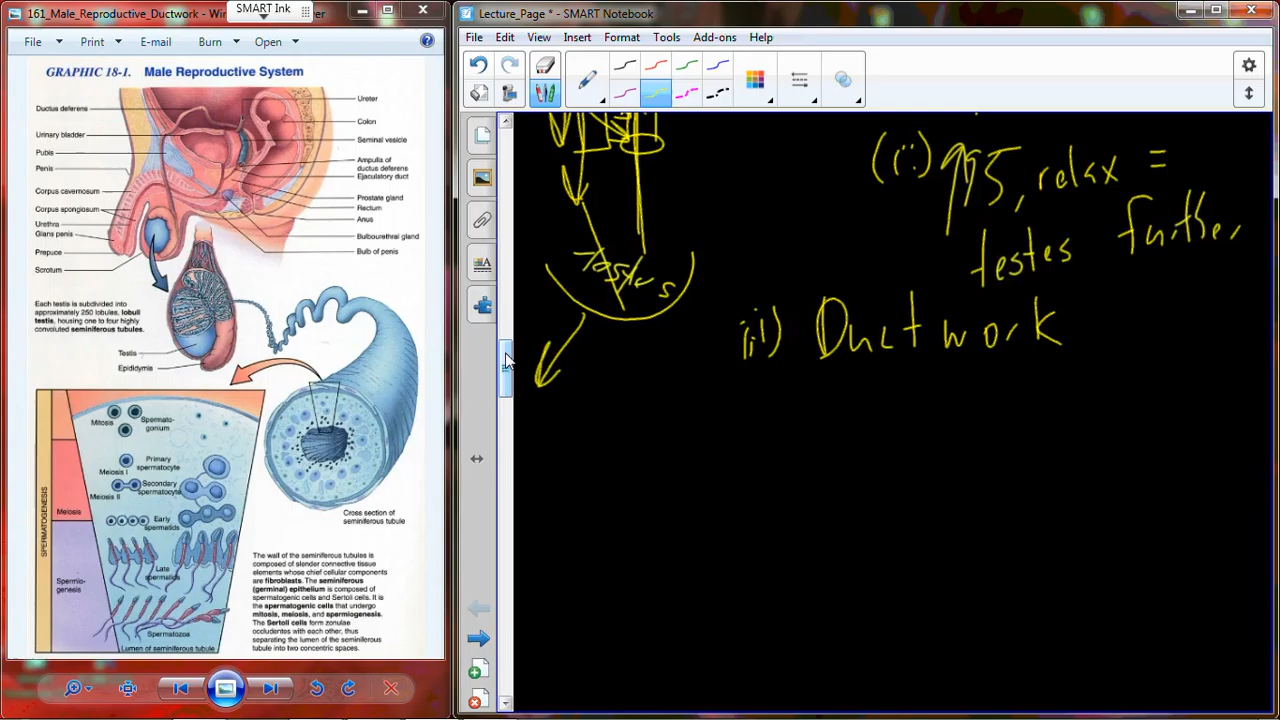 161_Male_Reproductive_Ductwork - Win
SMART Ink
er
File Print E-mail Burn Open
GRAPHIC 18-1. Male Reproductive System
Ductus deferens
Urinary bladder
Pubis
Penis
Corpus cavernosum
Corpus spongiosum
Urethra
Glans penis
Prepuce
Scrotum
Ureter
Colon
Seminal vesicle
Ampulla of
ductus deferens
Ejaculatory duct
Prostate gland
Rectum
Anus
Bulbourethral gland
Bulb of penis
Each testis is subdivided into
approximately 250 lobules, lobuli
testis, housing one to four highly
convoluted seminiferous tubules.
Testis
Epididymis
SPERMATOGENESIS
Mitosis
Spermato-
gonium
Primary
spermatocyte
Meiosis I
Meiosis II
Secondary
spermatocyte
Meiosis
Early
spermatids
Late
spermatids
Spermio-
genesis
Spermatozoa
Lumen of seminiferous tubule
Cross section of
seminiferous tubule
The wall of the seminiferous tubules is
composed of slender connective tissue
elements whose chief cellular components
are fibroblasts. The seminiferous
(germinal) epithelium is composed of
spermatogenic cells and Sertoli cells. It is
the spermatogenic cells that undergo
mitosis, meiosis, and spermiogenesis.
The Sertoli cells form zonulae
occludentes with each other, thus
separating the lumen of the seminiferous
tubule into two concentric spaces.
Lecture_Page * - SMART Notebook
File Edit View Insert Format Tools Add-ons Help
relax =
testes further
Testes
ii) Ductwork